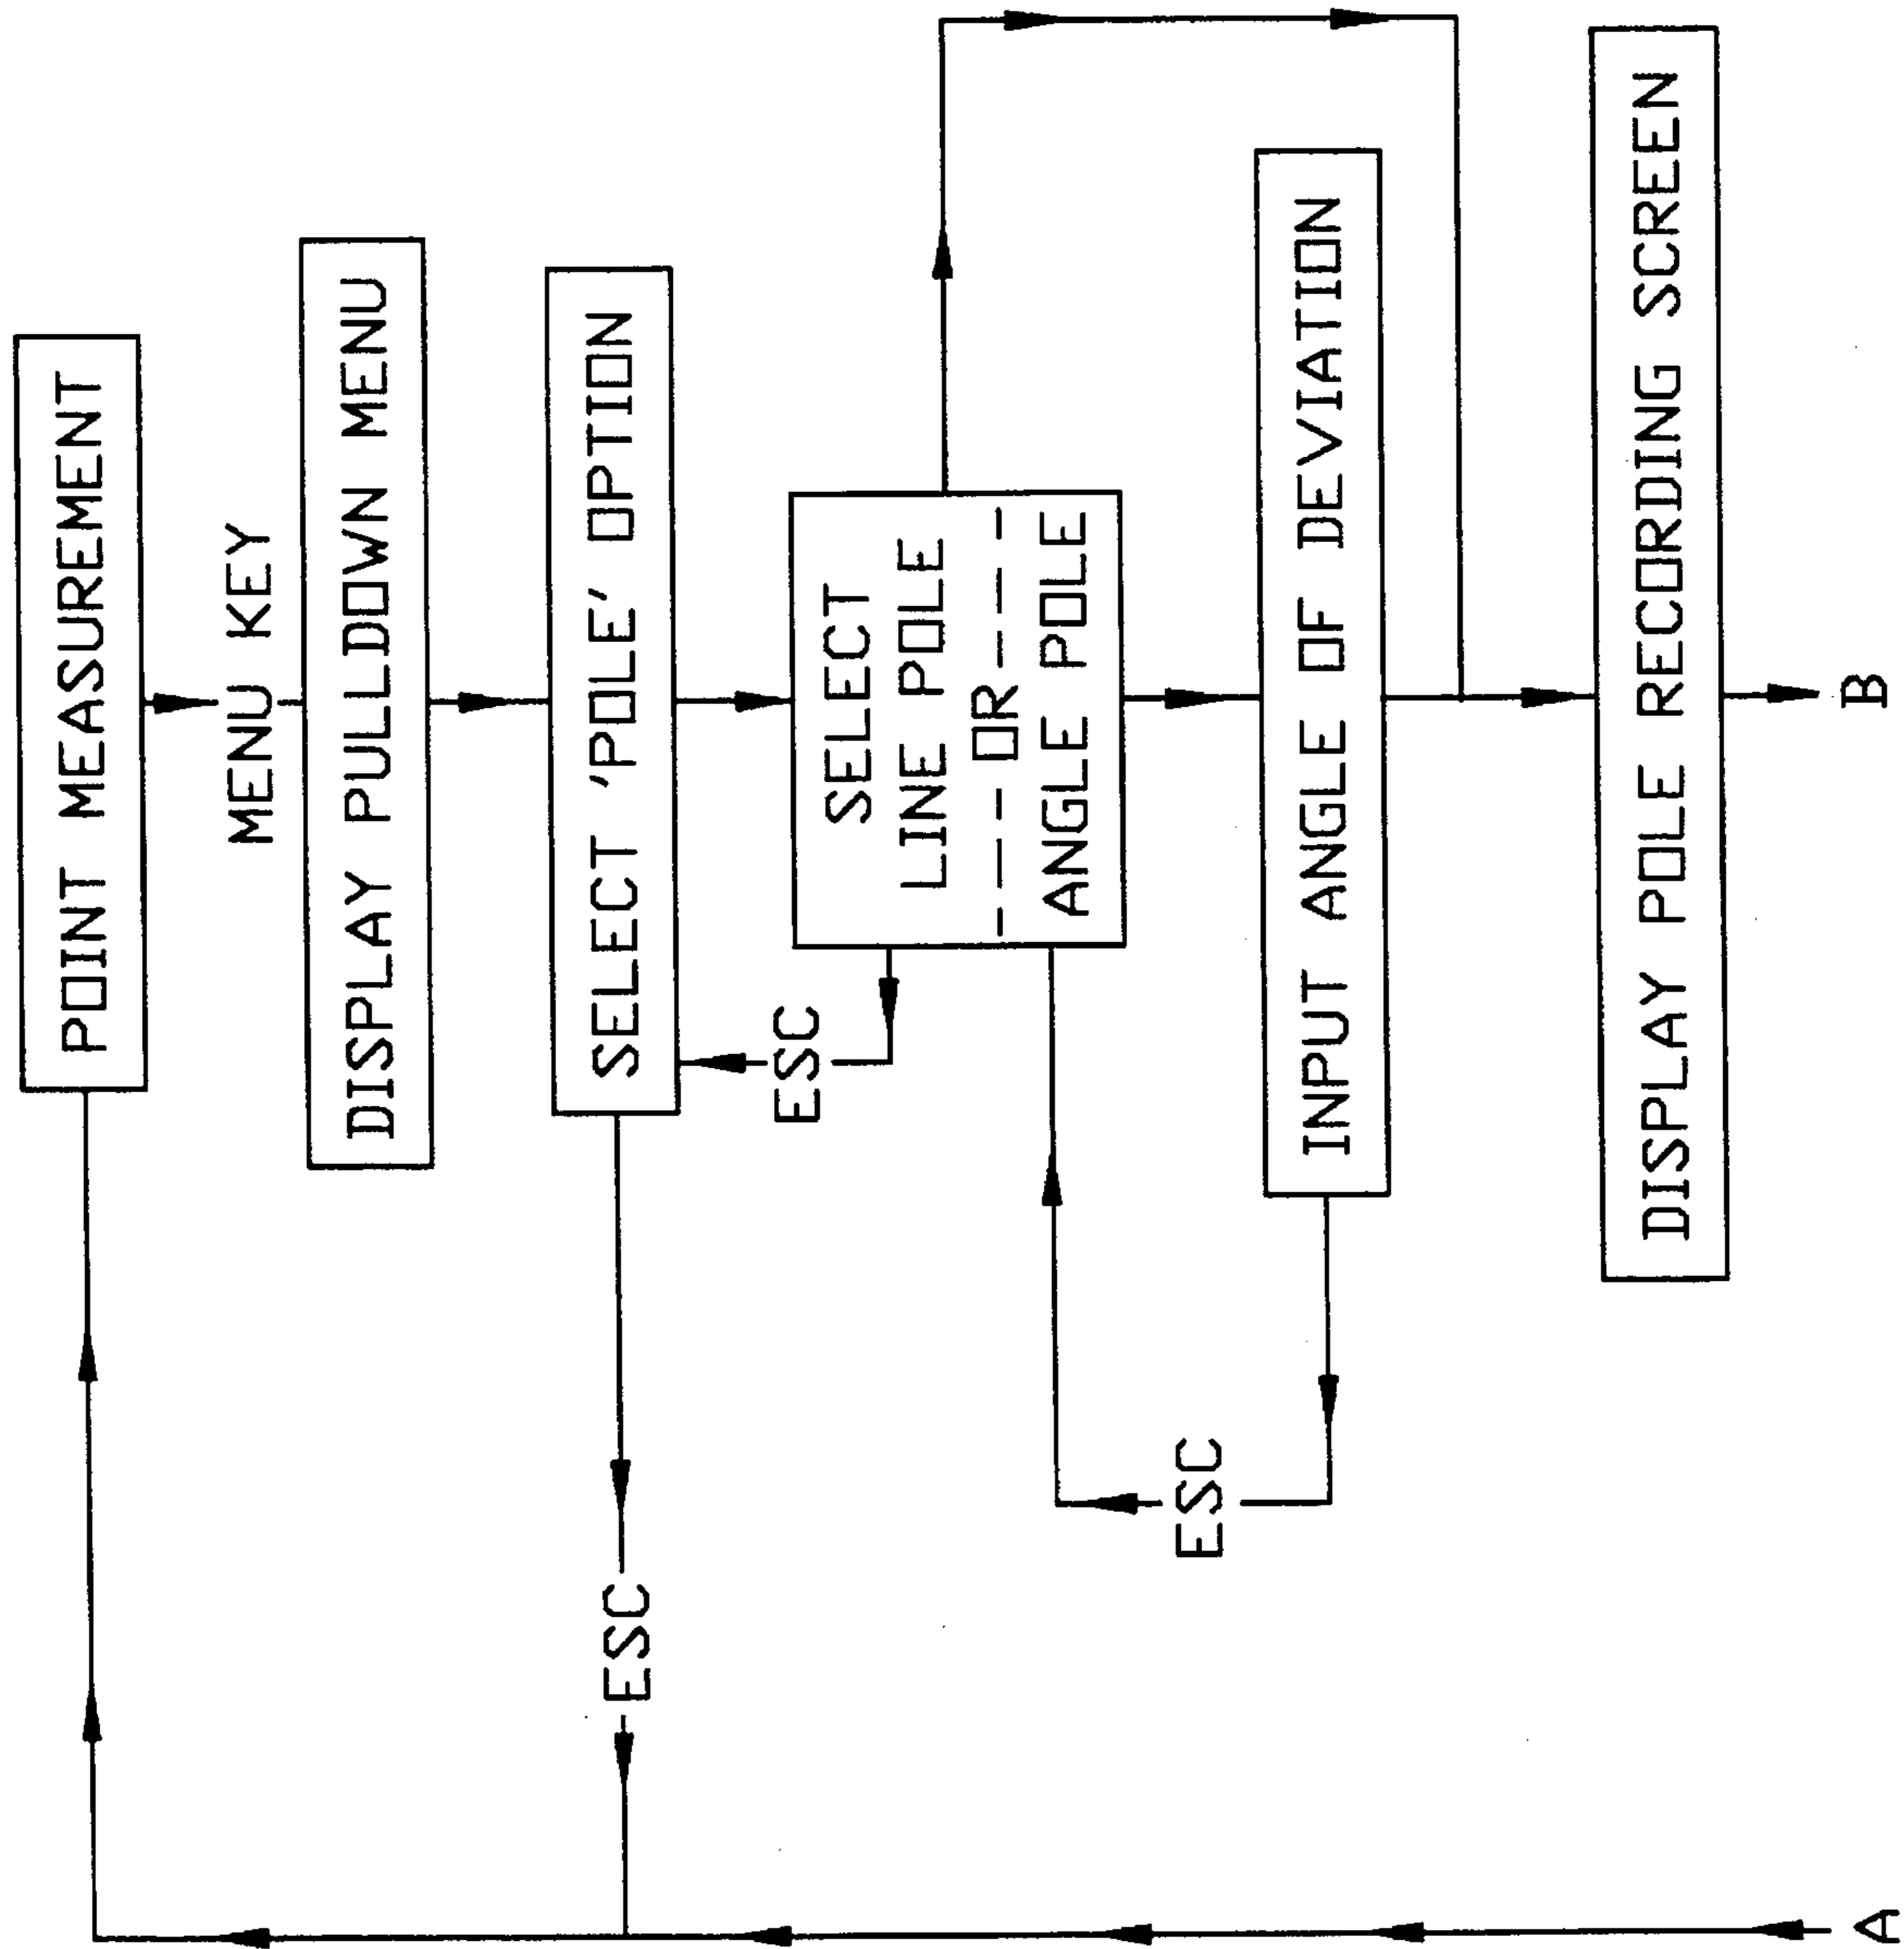 POINT MEASUREMENT
MENU KEY
DISPLAY PULLDOWN MENU
SELECT 'POLE' OPTION
ESC
ESC
SELECT
LINE POLE
OR
ANGLE POLE
ESC
INPUT ANGLE OF DEVIATION
DISPLAY POLE RECORDING SCREEN
A
B